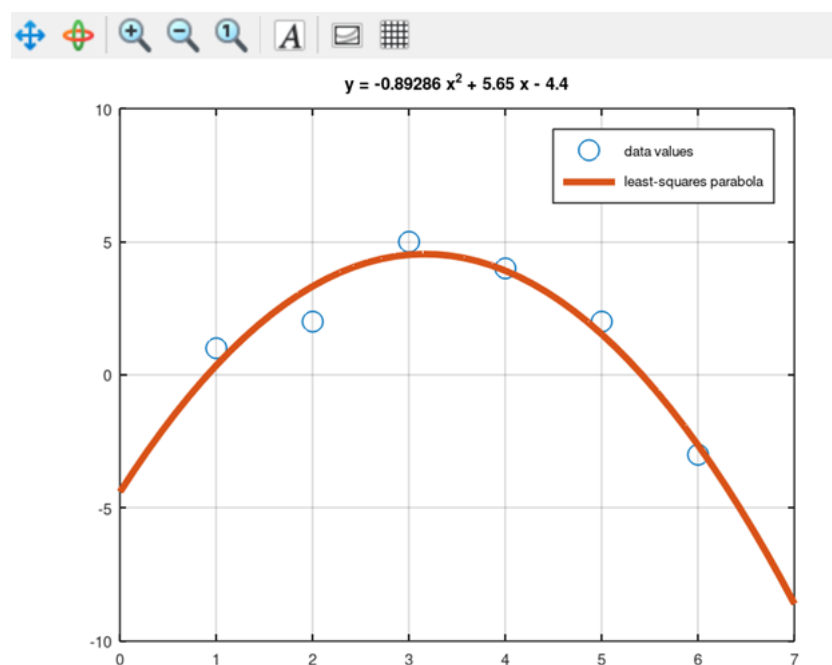 1 A
y = -0.89286 x² + 5.65 x - 4.4
10
data values
least-squares parabola
5
0
-5
-10
0 1 2 3 4 5 6 7